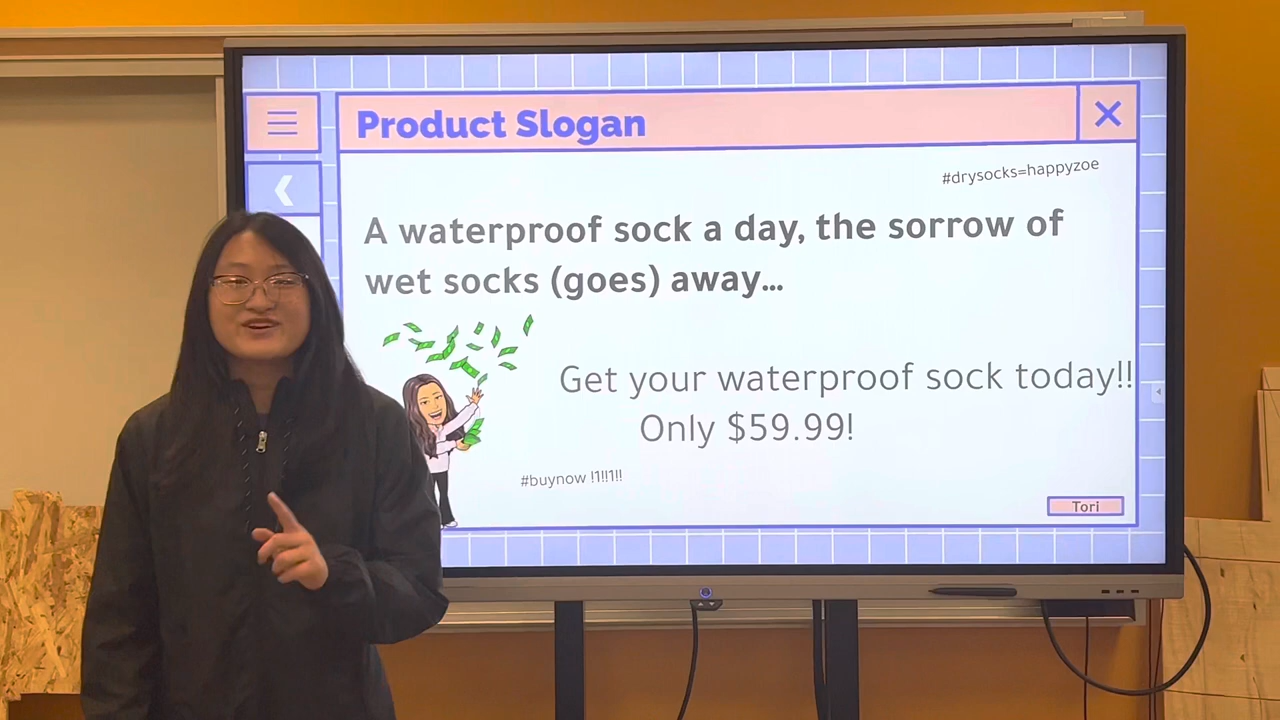 Product Slogan
#drysocks=happyzoe
A waterproof sock a day, the sorrow of
wet socks (goes) away...
Get your waterproof sock today!!
Only $59.99!
#buynow !1!!1!!
Tori